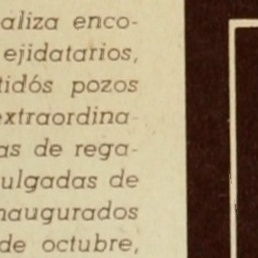 aliza enco-
ejidatarios,
tidós pozos
extraordina-
as de rega-
ulgadas de
naugurados
de octubre,